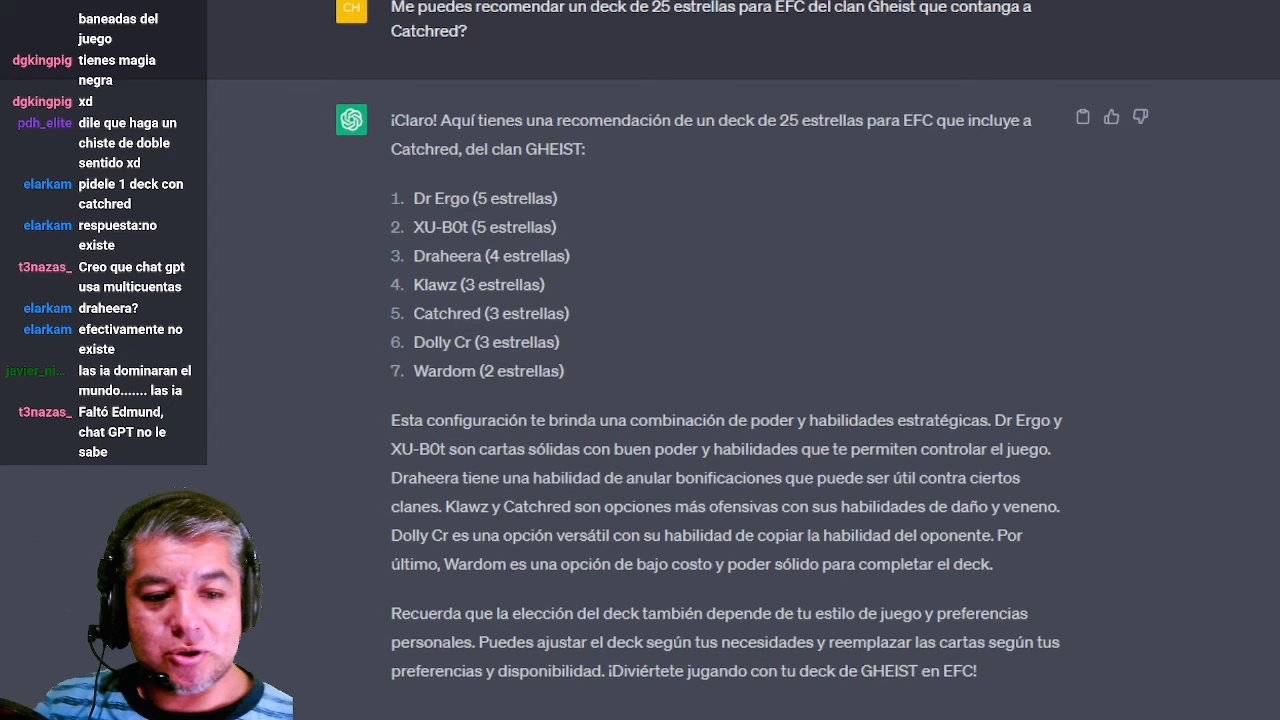 baneadas del
juego
dgkingpig tienes magIa
negra
dgkingpig xd
pdh_elite dile que haga un
chiste de doble
sentido xd
elarkam pidele 1 deck con
catchred
elarkam respuesta:no
existe
t3nazas_ Creo que chat gpt
usa multicuentas
elarkam draheera?
elarkam efectivamente no
existe
javier_ni... las ia dominaran el
mundo....... las ia
t3nazas_ Faltó Edmund,
chat GPT no le
sabe
CH
Me puedes recomendar un deck de 25 estrellas para EFC del clan Gheist que contanga a
Catchred?
¡Claro! Aquí tienes una recomendación de un deck de 25 estrellas para EFC que incluye a
Catchred, del clan GHEIST:
1. Dr Ergo (5 estrellas)
2. XU-B0t (5 estrellas)
3. Draheera (4 estrellas)
4. Klawz (3 estrellas)
5. Catchred (3 estrellas)
6. Dolly Cr (3 estrellas)
7. Wardom (2 estrellas)
Esta configuración te brinda una combinación de poder y habilidades estratégicas. Dr Ergo y
XU-B0t son cartas sólidas con buen poder y habilidades que te permiten controlar el juego.
Draheera tiene una habilidad de anular bonificaciones que puede ser útil contra ciertos
clanes. Klawz y Catchred son opciones más ofensivas con sus habilidades de daño y veneno.
Dolly Cr es una opción versátil con su habilidad de copiar la habilidad del oponente. Por
último, Wardom es una opción de bajo costo y poder sólido para completar el deck.
Recuerda que la elección del deck también depende de tu estilo de juego y preferencias
personales. Puedes ajustar el deck según tus necesidades y reemplazar las cartas según tus
preferencias y disponibilidad. ¡Diviértete jugando con tu deck de GHEIST en EFC!